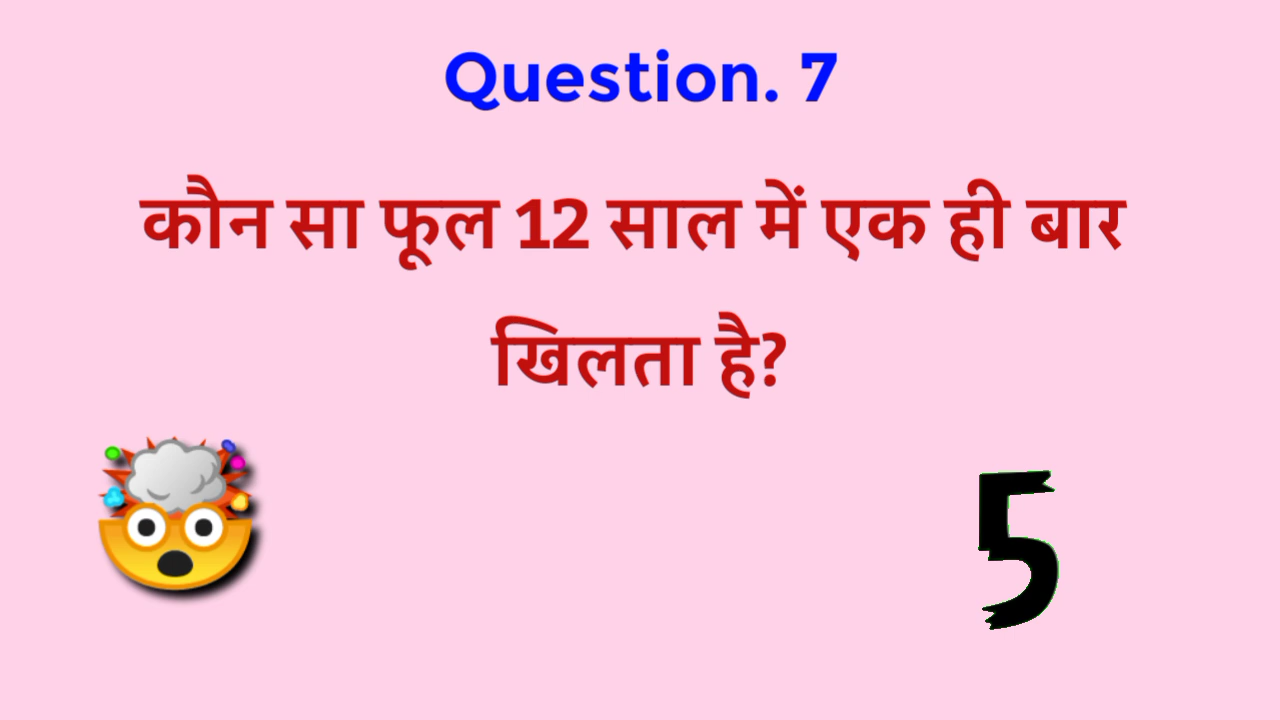 Question. 7
कौन सा फूल 12 साल में एक ही बार
खिलता है?
5